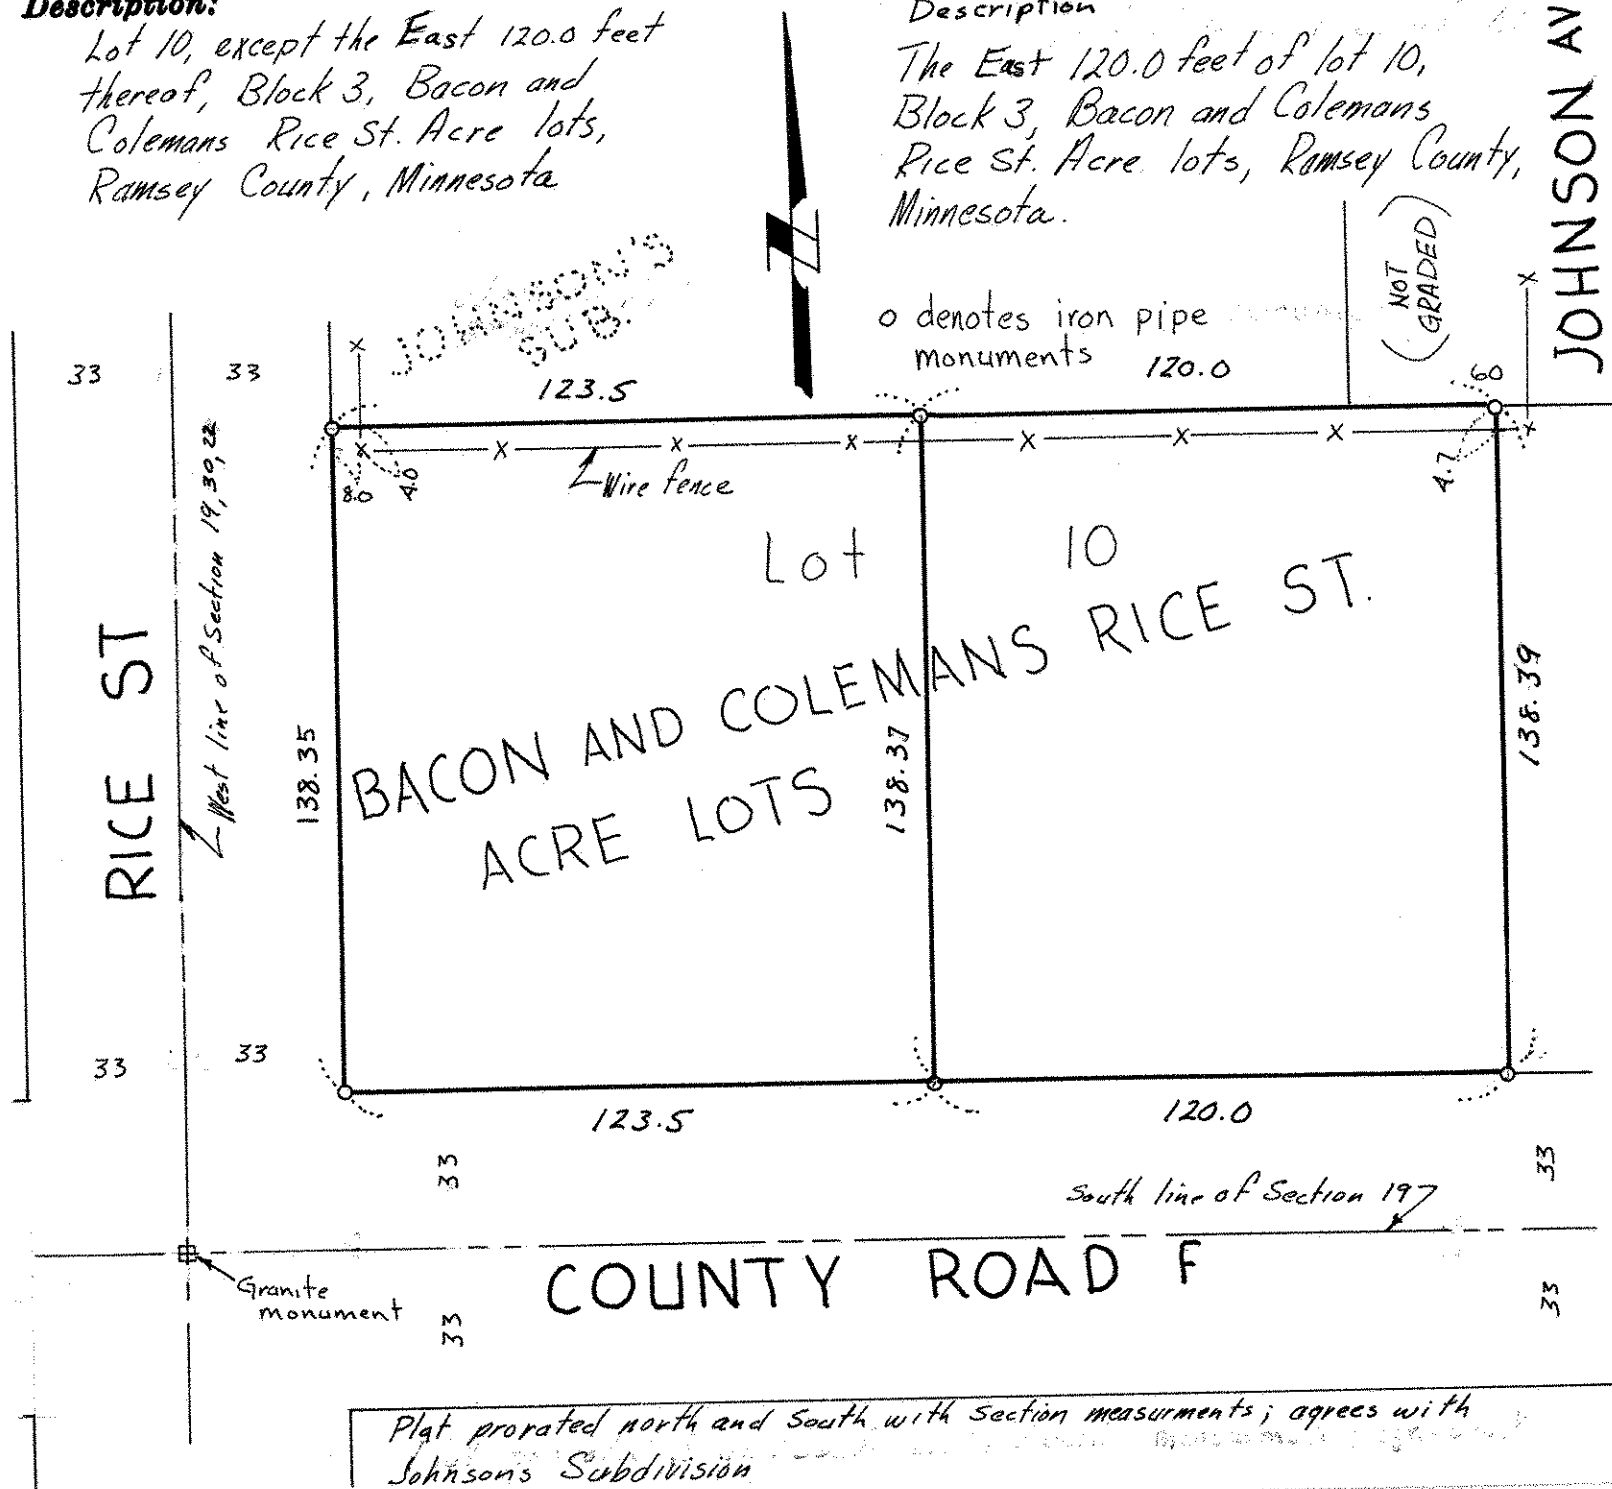 Description:
Lot 10, except the East 120.0 feet
thereof, Block 3, Bacon and
Colemans Rice St. Acre lots,
Ramsey County, Minnesota
Description
The East 120.0 feet of lot 10,
Block 3, Bacon and Colemans
Rice St. Acre lots, Ramsey County,
Minnesota.
JOHNSON AV
(NOT
GRADED)
JOHNSON'S
SUB.
o denotes iron pipe
monuments
33
33
123.5
120.0
60
8.0
4.0
Wire fence
4.7
Lot 10
RICE ST
West line of Section 19, 30, 22
138.35
BACON AND COLEMANS RICE ST.
ACRE LOTS
138.37
138.39
33
33
123.5
120.0
33
33
South line of Section 19
COUNTY ROAD F
Granite
monument
33
33
Plat prorated north and South with Section measurments; agrees with
Johnsons Subdivision